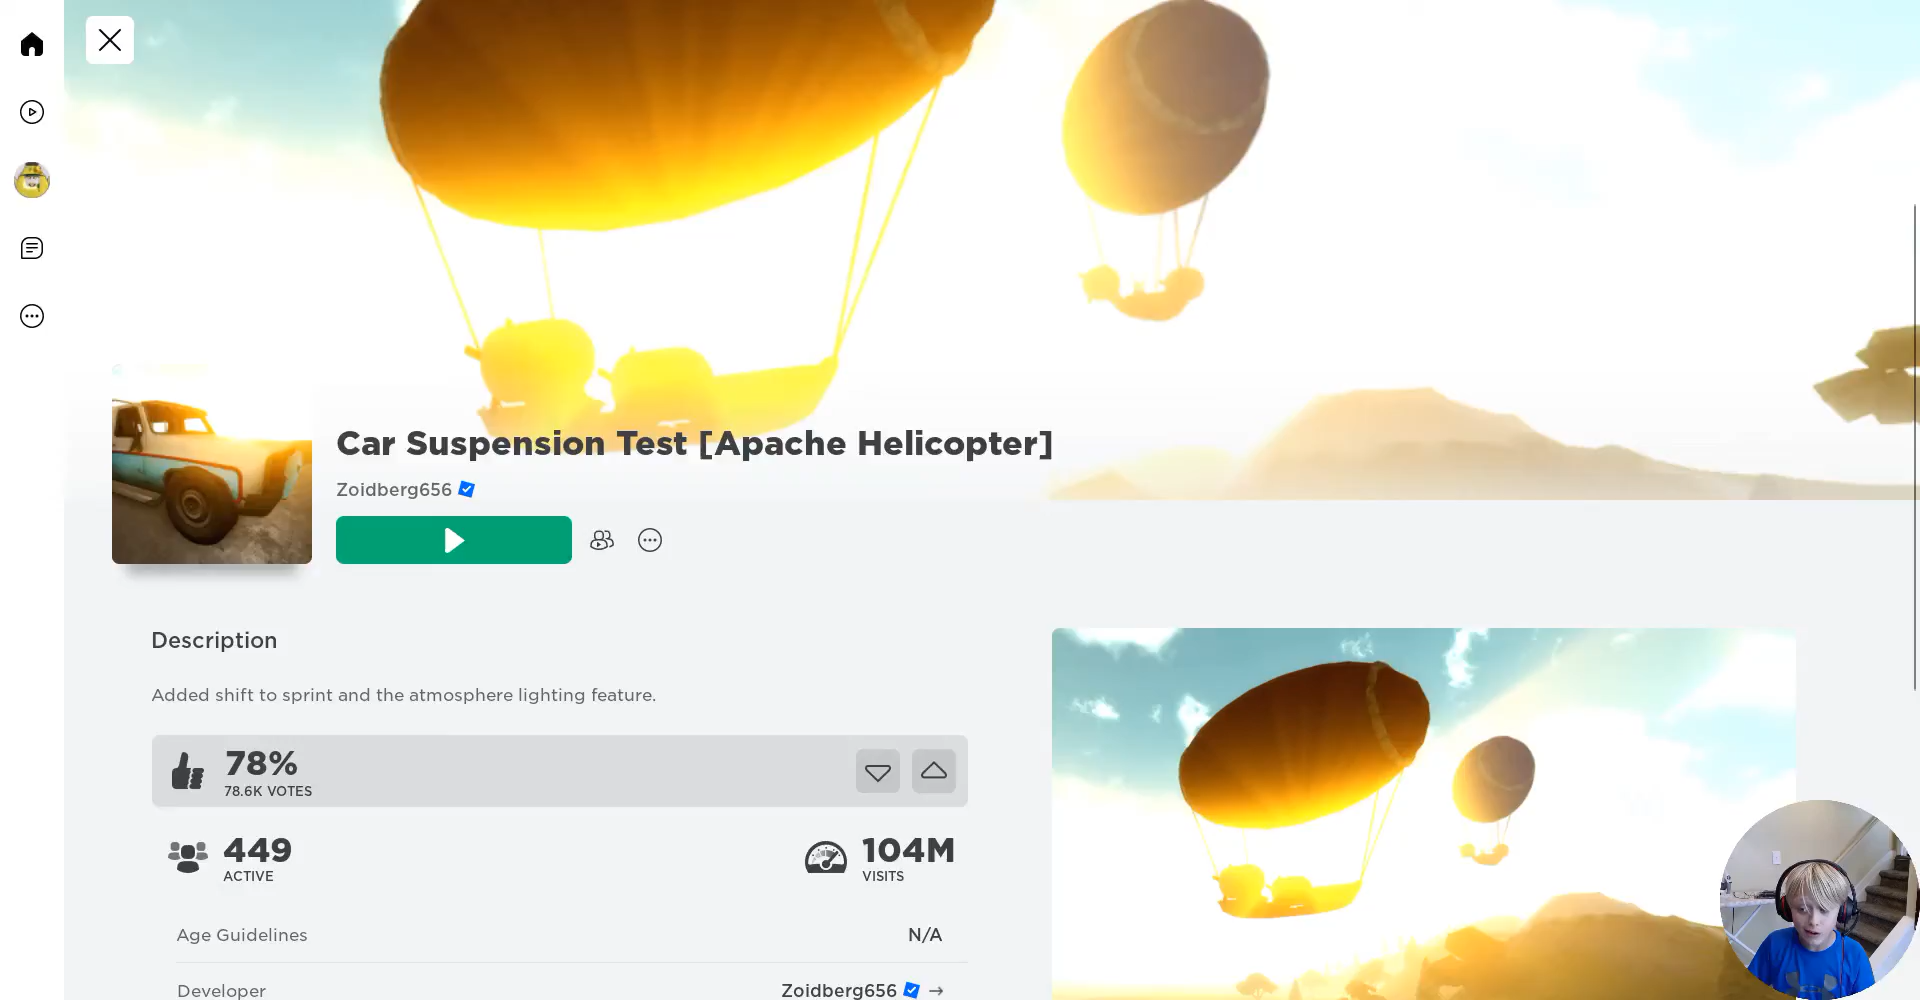 Car Suspension Test [Apache Helicopter]
Zoidberg656
Description
Added shift to sprint and the atmosphere lighting feature.
78%
78.6K VOTES
449
ACTIVE
104M
VISITS
Age Guidelines
N/A
Developer
Zoidberg656